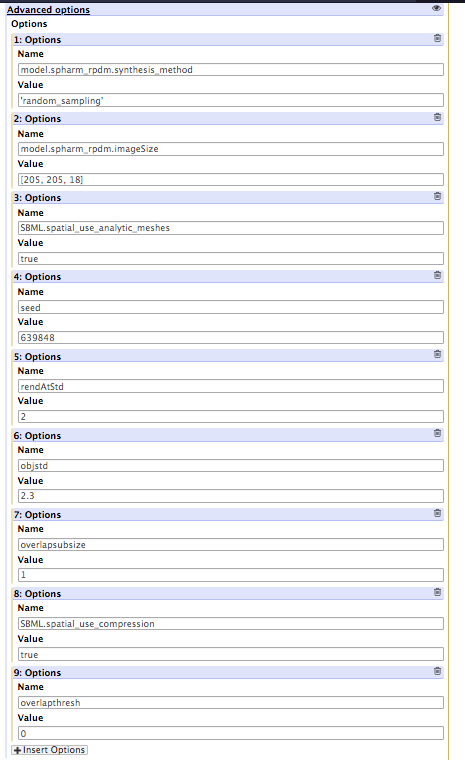 Advanced options
Options
1: Options
Name
model.spharm_rpdm.synthesis_method
Value
'random_sampling'
2: Options
Name
model.spharm_rpdm.imageSize
Value
[205, 205, 18]
3: Options
Name
SBML.spatial_use_analytic_meshes
Value
true
4: Options
Name
seed
Value
639848
5: Options
Name
rendAtStd
Value
2
6: Options
Name
objstd
Value
2.3
7: Options
Name
overlapsubsize
Value
1
8: Options
Name
SBML.spatial_use_compression
Value
true
9: Options
Name
overlapthresh
Value
0
+ Insert Options